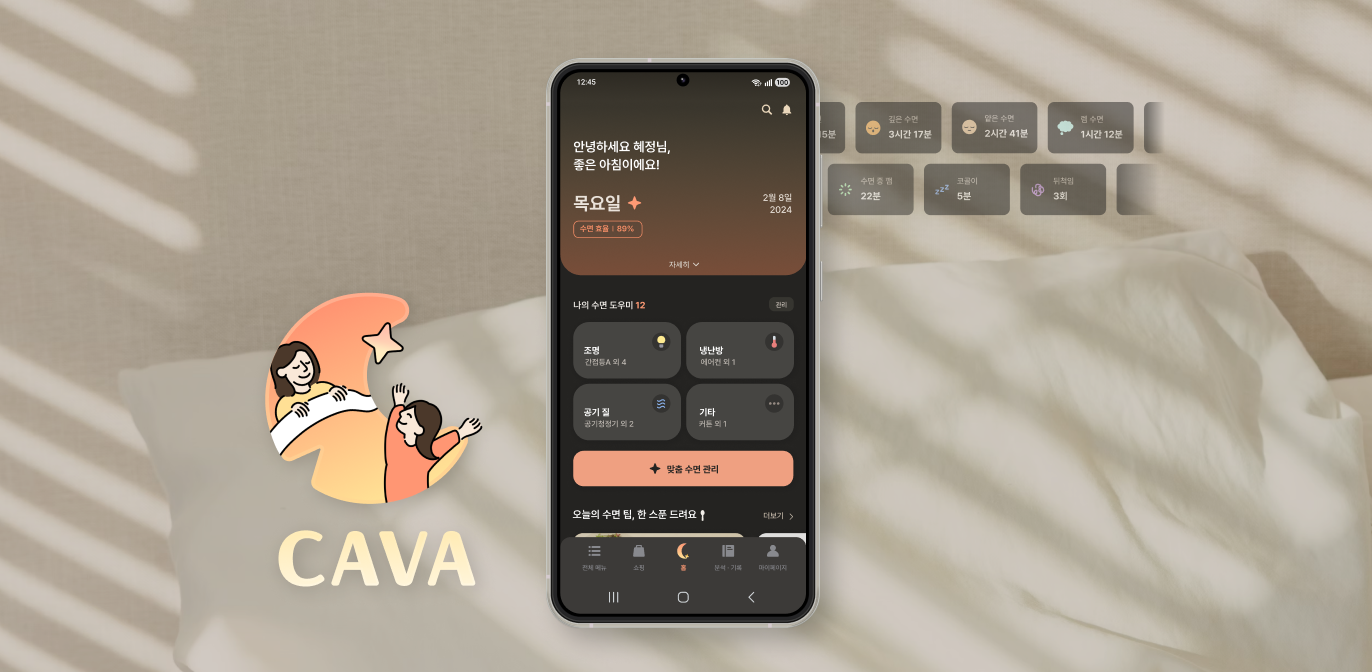 12:45
100
안녕하세요 혜정님,
좋은 아침이에요!
목요일
2월 8일
2024
수면 효율 | 89%
자세히
나의 수면 도우미 12
관리
조명
간접등A 외 4
냉난방
에어컨 외 1
공기 질
공기청정기 외 2
기타
커튼 외 1
맞춤 수면 관리
오늘의 수면 팁, 한 스푼 드려요
더보기
전체 메뉴
쇼핑
홈
분석 · 기록
마이페이지
5분
깊은 수면
3시간 17분
얕은 수면
2시간 41분
렘 수면
1시간 12분
수면 중 깸
22분
코골이
5분
뒤척임
3회
CAVA